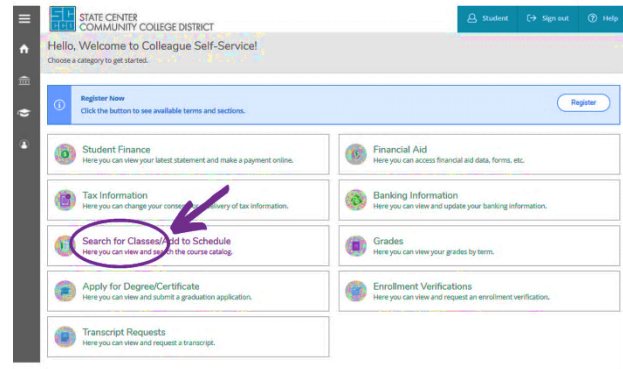 STATE CENTER
COMMUNITY COLLEGE DISTRICT
Student
Sign out
Help
Hello, Welcome to Colleague Self-Service!
Choose a category to get started.
Register Now
Click the button to see available terms and sections.
Register
Student Finance
Here you can view your latest statement and make a payment online.
Financial Aid
Here you can access financial aid data, forms, etc.
Tax Information
Here you can change your consent for delivery of tax information.
Banking Information
Here you can view and update your banking information.
Search for Classes/Add to Schedule
Here you can view and search the course catalog.
Grades
Here you can view your grades by term.
Apply for Degree/Certificate
Here you can view and submit a graduation application.
Enrollment Verifications
Here you can view and request an enrollment verification.
Transcript Requests
Here you can view and request a transcript.